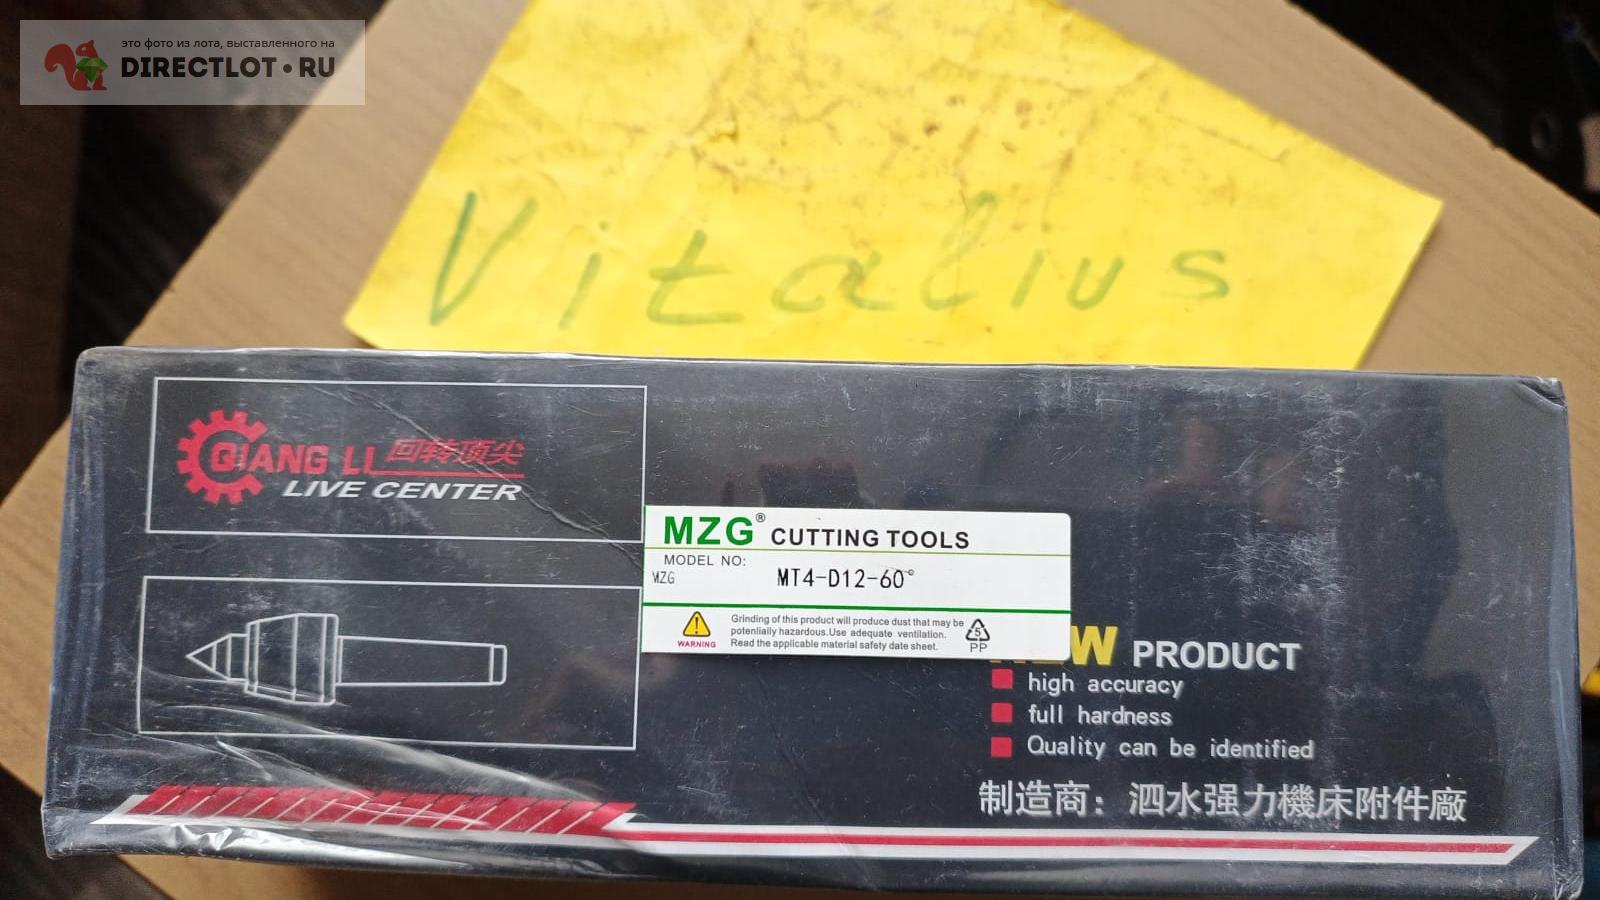 это фото из лота, выставленного на
DIRECTLOT.RU
Vitalius
QIANG LI 回转顶尖
LIVE CENTER
MZG® CUTTING TOOLS
MODEL NO:
MZG MT4-D12-60°
WARNING
Grinding of this product will produce dust that may be
potenlially hazardous.Use adequate ventilation.
Read the applicable material safety date sheet.
5
PP
PRODUCT
high accuracy
full hardness
Quality can be identified
制造商：泗水强力機床附件廠